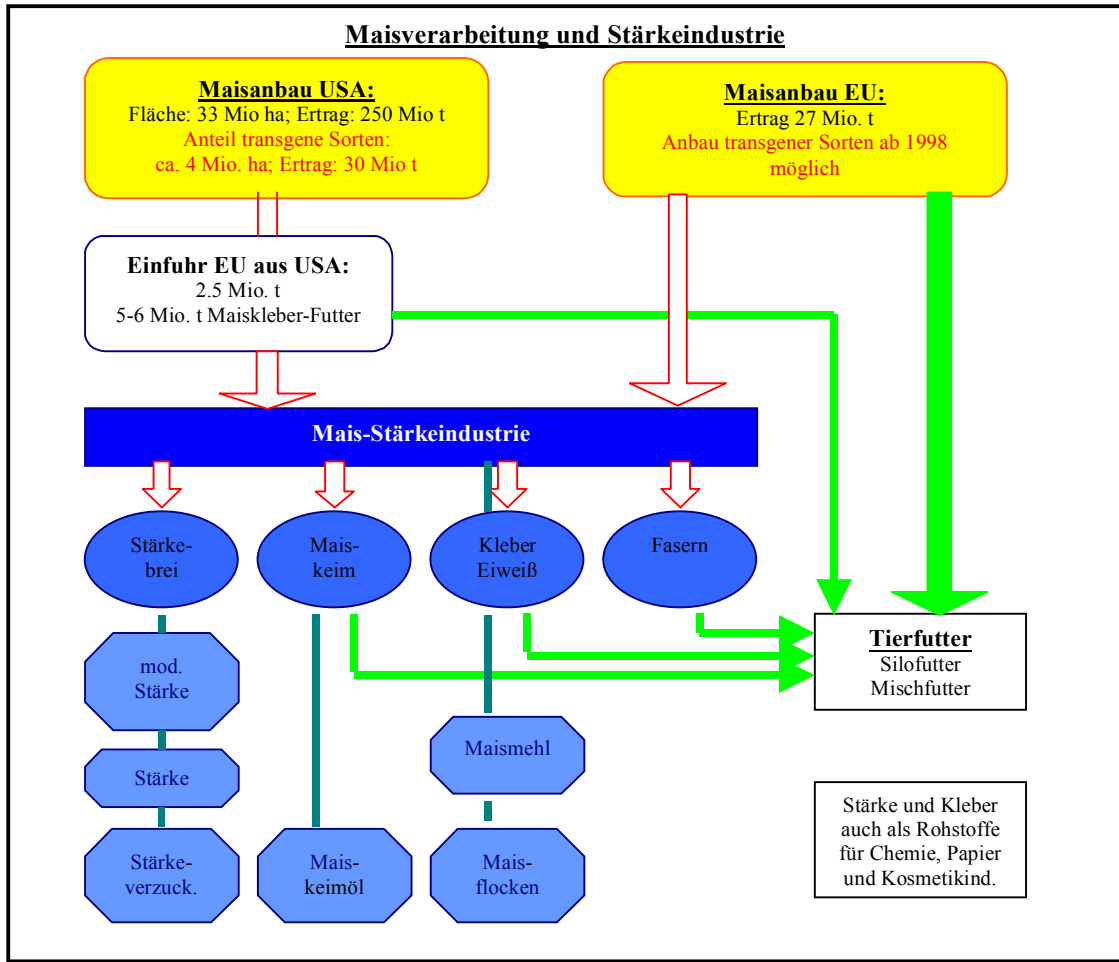 Maisverarbeitung und Stärkeindustrie
Maisanbau USA:
Fläche: 33 Mio ha; Ertrag: 250 Mio t
Anteil transgene Sorten:
ca. 4 Mio. ha; Ertrag: 30 Mio t
Maisanbau EU:
Ertrag 27 Mio. t
Anbau transgener Sorten ab 1998
möglich
Einfuhr EU aus USA:
2.5 Mio. t
5-6 Mio. t Maiskleber-Futter
Mais-Stärkeindustrie
Stärke-
brei
Mais-
keim
Kleber
Eiweiß
Fasern
Tierfutter
Silofutter
Mischfutter
mod.
Stärke
Maismehl
Stärke
Stärke-
verzuck.
Mais-
keimöl
Mais-
flocken
Stärke und Kleber
auch als Rohstoffe
für Chemie, Papier
und Kosmetikind.